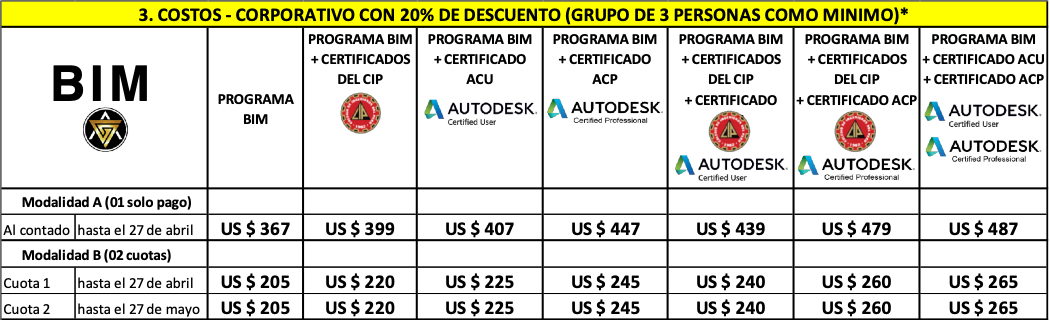 3. COSTOS - CORPORATIVO CON 20% DE DESCUENTO (GRUPO DE 3 PERSONAS COMO MINIMO)*
BIM
PROGRAMA
BIM
PROGRAMA BIM
+ CERTIFICADOS
DEL CIP
PROGRAMA BIM
+ CERTIFICADO
ACU
AUTODESK.
Certified User
PROGRAMA BIM
+ CERTIFICADO
ACP
AUTODESK.
Certified Professional
PROGRAMA BIM
+ CERTIFICADOS
DEL CIP
+ CERTIFICADO
AUTODESK.
Certified User
PROGRAMA BIM
+ CERTIFICADOS
DEL CIP
+ CERTIFICADO ACP
AUTODESK.
Certified Professional
PROGRAMA BIM
+ CERTIFICADO ACU
+ CERTIFICADO ACP
AUTODESK.
Certified User
AUTODESK.
Certified Professional
Modalidad A (01 solo pago)
Al contado hasta el 27 de abril US $ 367 US $ 399 US $ 407 US $ 447 US $ 439 US $ 479 US $ 487
Modalidad B (02 cuotas)
Cuota 1 hasta el 27 de abril US $ 205 US $ 220 US $ 225 US $ 245 US $ 240 US $ 260 US $ 265
Cuota 2 hasta el 27 de mayo US $ 205 US $ 220 US $ 225 US $ 245 US $ 240 US $ 260 US $ 265